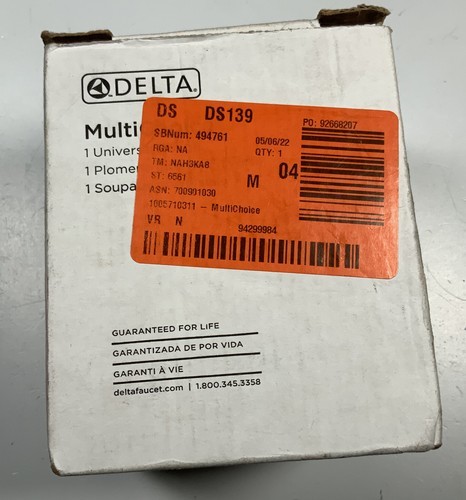 DELTA
Multi
1 Univers
1 Plome
1 Soupa
DS DS139
PO: 92668207
SBNum: 494761 05/06/22
RGA: NA QTY: 1
TM: NAH3KA8
ST: 6561 M 04
ASN: 700901030
1005710311 - MultiChoice
VR N 94299984
GUARANTEED FOR LIFE
GARANTIZADA DE POR VIDA
GARANTI À VIE
deltafaucet.com | 1.800.345.3358